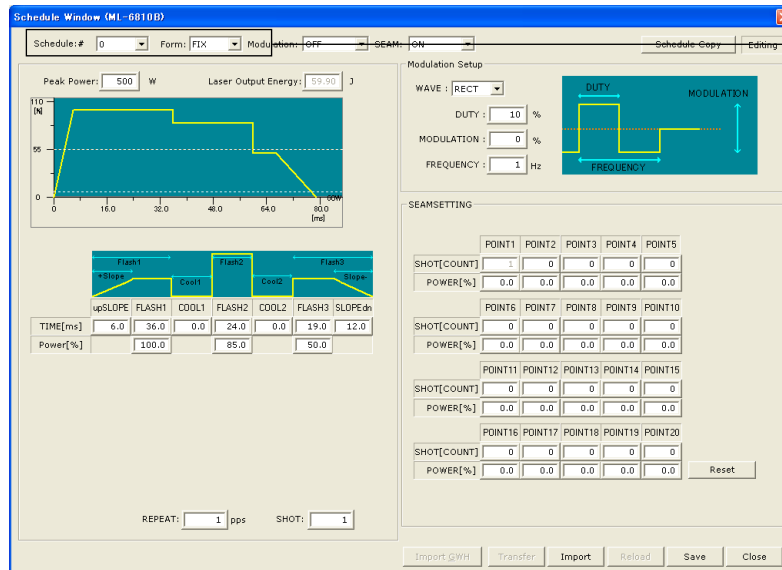 Schedule Window (ML-6810B)
Schedule:# 0 Form: FIX Modulation: OFF SEAM: ON Schedule Copy Editing
Peak Power: 500 W Laser Output Energy: 59.90 J
110
[%]
55
0
0 16.0 32.0 48.0 64.0 80.0
[ms]
Flash1 Flash2 Flash3
+Slope Cool1 Cool2 Slope-
upSLOPE FLASH1 COOL1 FLASH2 COOL2 FLASH3 SLOPEdn
TIME[ms] 6.0 36.0 0.0 24.0 0.0 19.0 12.0
Power[%] 100.0 85.0 50.0
REPEAT: 1 pps SHOT: 1
Modulation Setup
WAVE : RECT
DUTY : 10 %
MODULATION : 0 %
FREQUENCY : 1 Hz
DUTY MODULATION
FREQUENCY
SEAMSETTING
POINT1 POINT2 POINT3 POINT4 POINT5
SHOT[COUNT] 1 0 0 0 0
POWER[%] 0.0 0.0 0.0 0.0 0.0
POINT6 POINT7 POINT8 POINT9 POINT10
SHOT[COUNT] 0 0 0 0 0
POWER[%] 0.0 0.0 0.0 0.0 0.0
POINT11 POINT12 POINT13 POINT14 POINT15
SHOT[COUNT] 0 0 0 0 0
POWER[%] 0.0 0.0 0.0 0.0 0.0
POINT16 POINT17 POINT18 POINT19 POINT20
SHOT[COUNT] 0 0 0 0 0
POWER[%] 0.0 0.0 0.0 0.0 0.0 Reset
Import GWH Transfer Import Reload Save Close